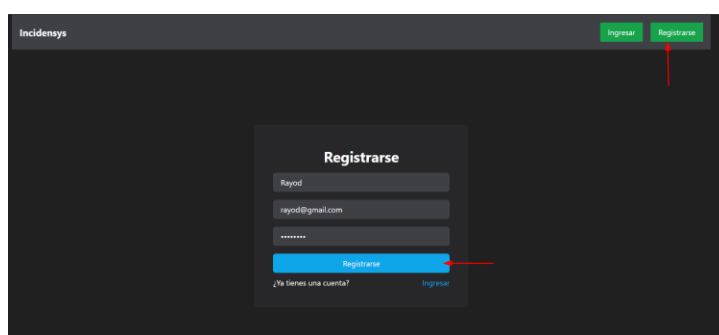 Incidensys Ingresar Registrarse
Registrarse
Rayod
rayod@gmail.com
••••••••
Registrarse
¿Ya tienes una cuenta? Ingresar